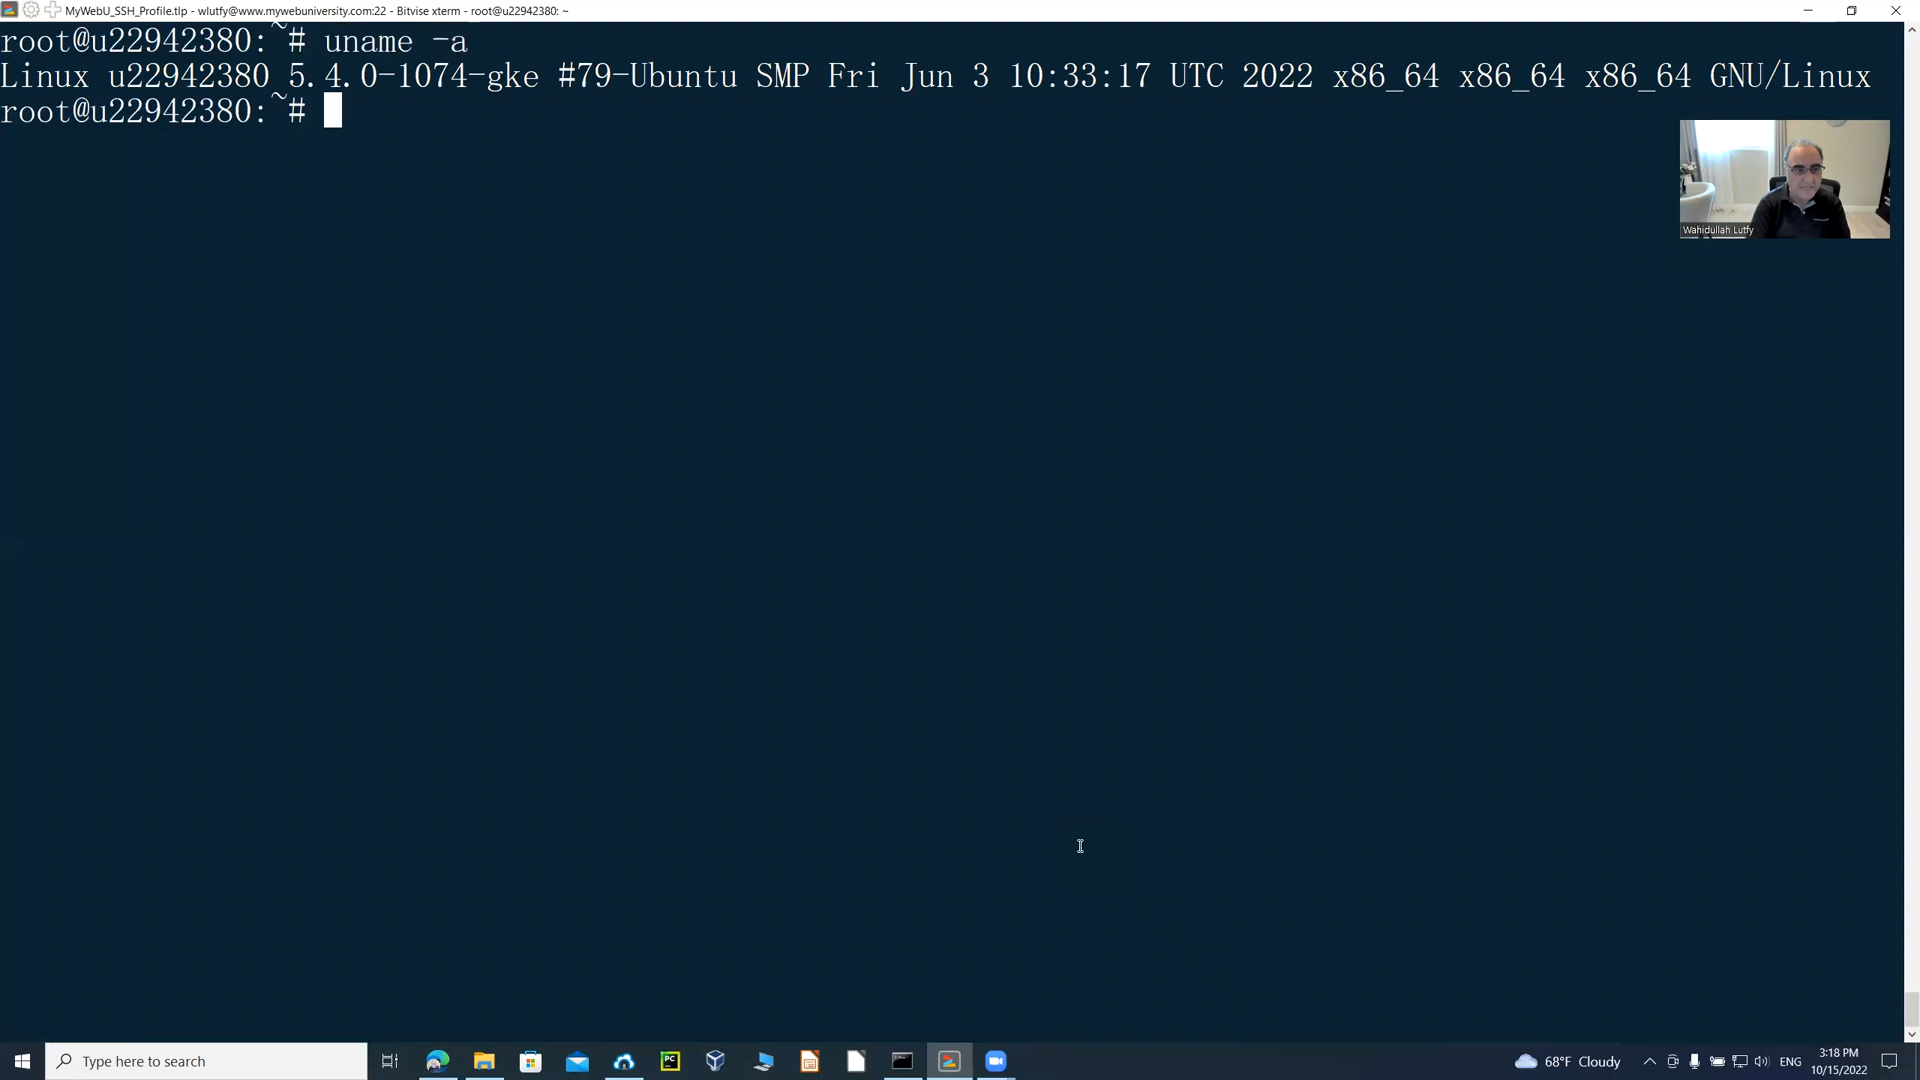 MyWebU_SSH_Profile.tlp - wlutfy@www.mywebuniversity.com:22 - Bitvise xterm - root@u22942380: ~
root@u22942380:~# uname -a
Linux u22942380 5.4.0-1074-gke #79-Ubuntu SMP Fri Jun 3 10:33:17 UTC 2022 x86_64 x86_64 x86_64 GNU/Linux
root@u22942380:~#
Wahidullah Lutfy
Type here to search
PC
68°F Cloudy
ENG
3:18 PM
10/15/2022